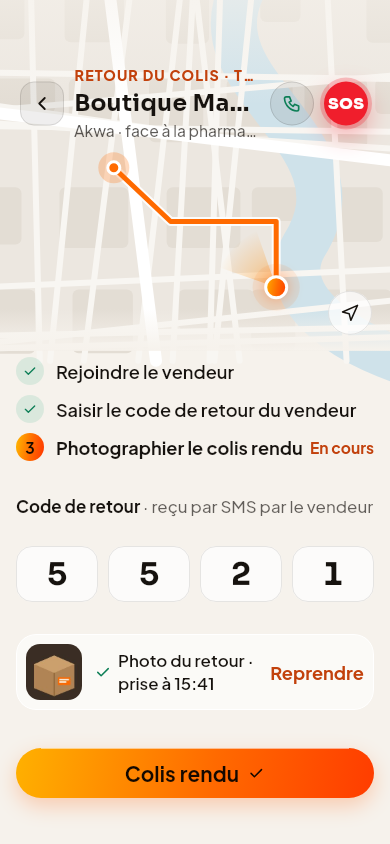 RETOUR DU COLIS · T…
Boutique Ma…
Akwa · face à la pharma…
SOS
Rejoindre le vendeur
Saisir le code de retour du vendeur
3 Photographier le colis rendu En cours
Code de retour · reçu par SMS par le vendeur
5 5 2 1
Photo du retour ·
prise à 15:41
Reprendre
Colis rendu